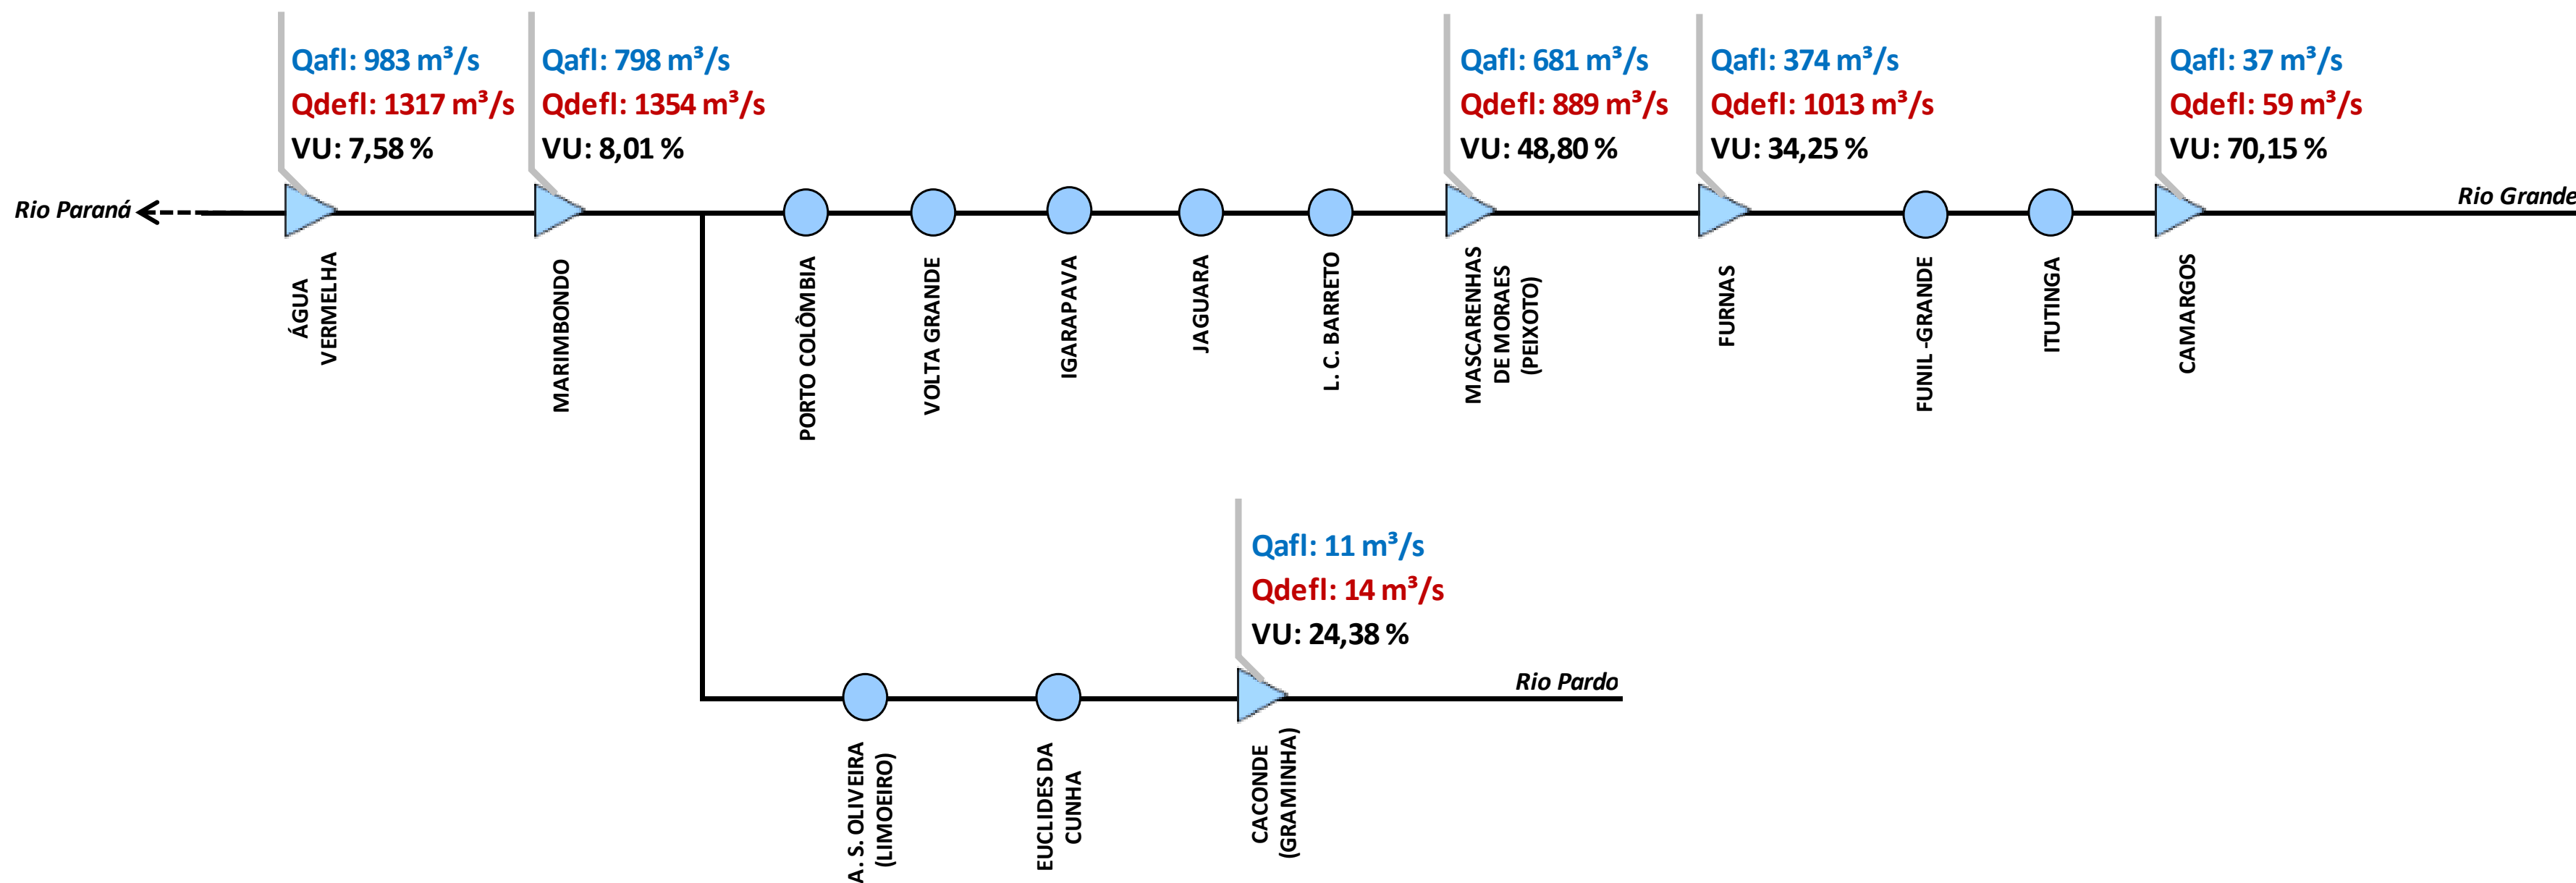 Qafl: 983 m³/s
Qdefl: 1317 m³/s
VU: 7,58 %
Qafl: 798 m³/s
Qdefl: 1354 m³/s
VU: 8,01 %
Qafl: 681 m³/s
Qdefl: 889 m³/s
VU: 48,80 %
Qafl: 374 m³/s
Qdefl: 1013 m³/s
VU: 34,25 %
Qafl: 37 m³/s
Qdefl: 59 m³/s
VU: 70,15 %
Rio Paraná
Rio Grande
ÁGUA
VERMELHA
MARIMBONDO
PORTO COLÔMBIA
VOLTA GRANDE
IGARAPAVA
JAGUARA
L. C. BARRETO
MASCARENHAS
DE MORAES
(PEIXOTO)
FURNAS
FUNIL -GRANDE
ITUTINGA
CAMARGOS
Qafl: 11 m³/s
Qdefl: 14 m³/s
VU: 24,38 %
Rio Pardo
A. S. OLIVEIRA
(LIMOEIRO)
EUCLIDES DA
CUNHA
CACONDE
(GRAMINHA)